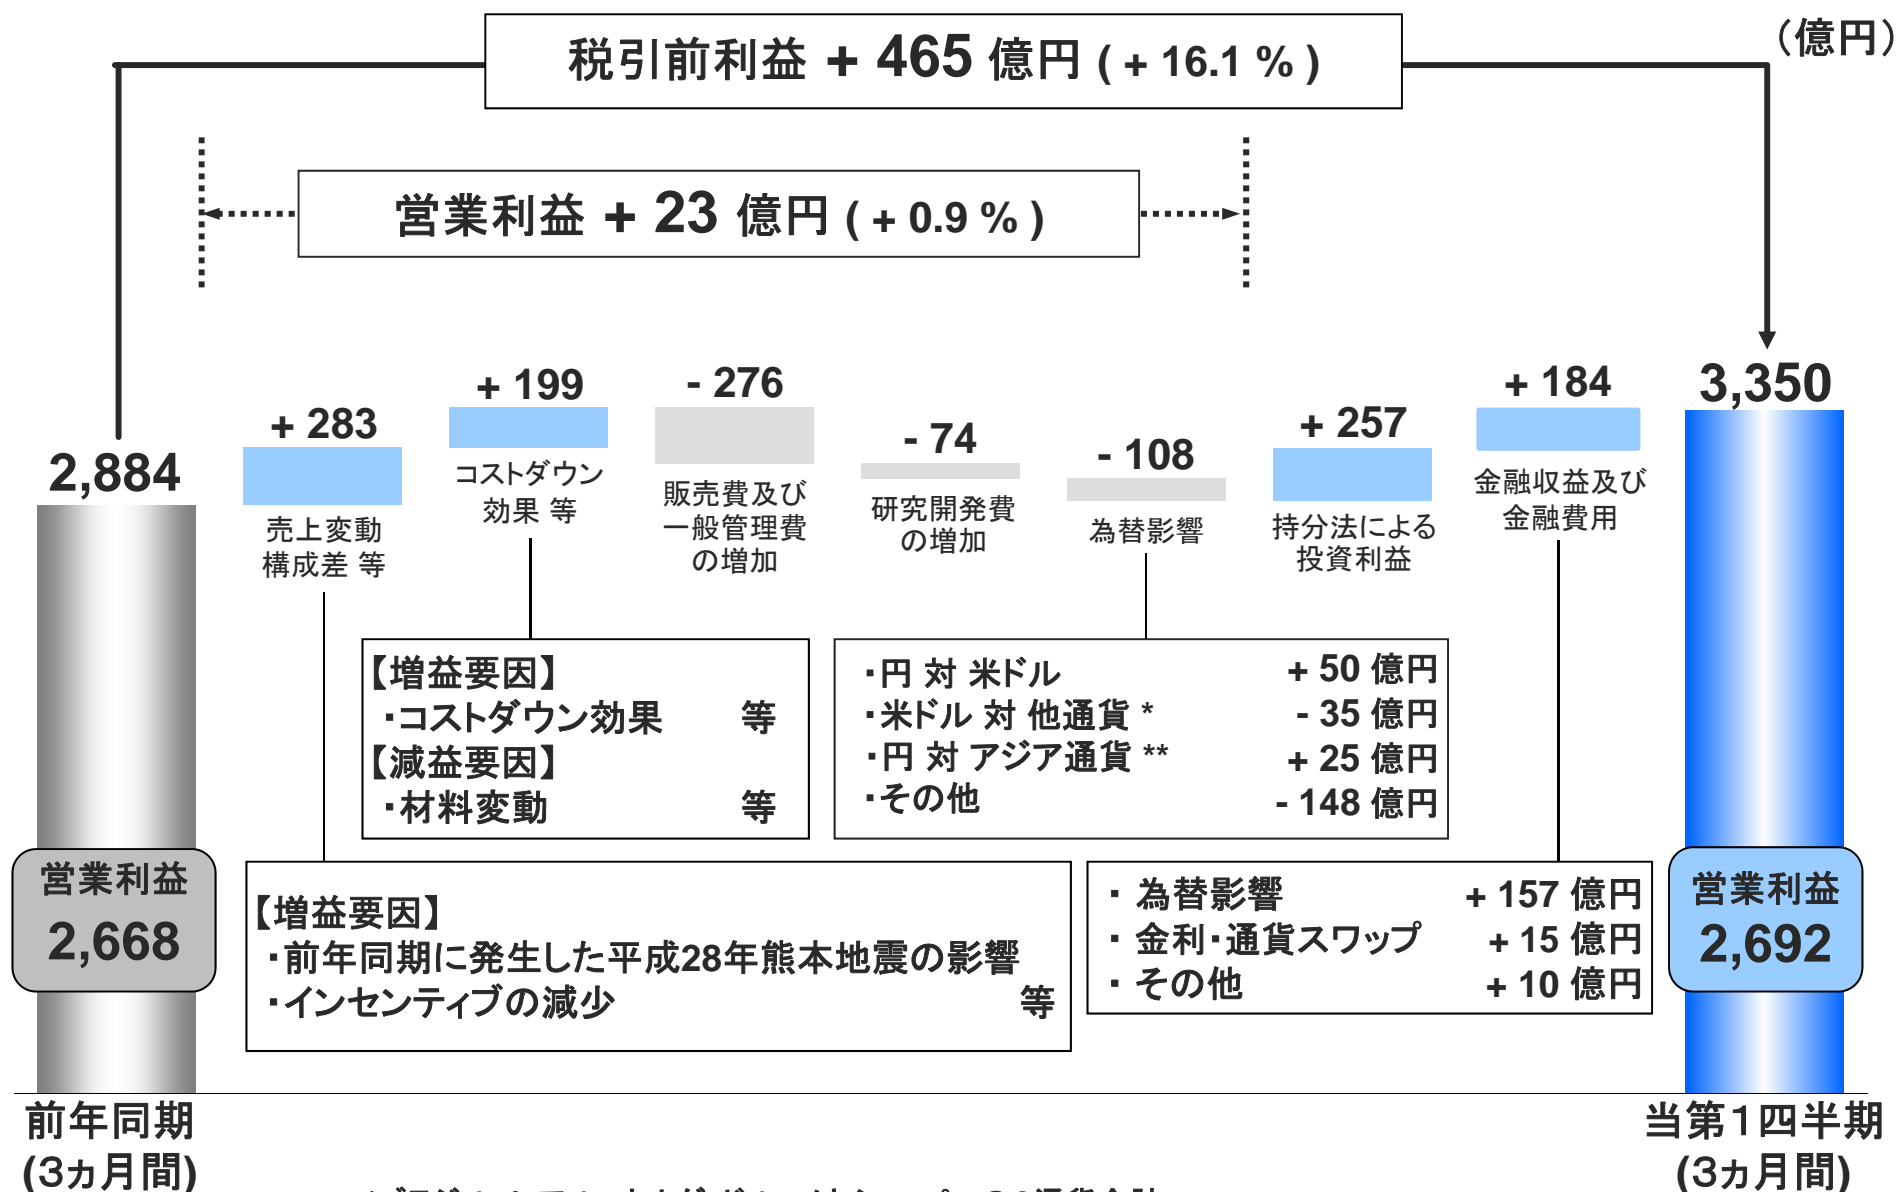 (億円)
税引前利益 + 465 億円 ( + 16.1 % )
営業利益 + 23 億円 ( + 0.9 % )
2,884
+ 283
売上変動
構成差 等
+ 199
コストダウン
効果 等
- 276
販売費及び
一般管理費
の増加
- 74
研究開発費
の増加
- 108
為替影響
+ 257
持分法による
投資利益
+ 184
金融収益及び
金融費用
3,350
【増益要因】
・コストダウン効果 等
【減益要因】
・材料変動 等
・円 対 米ドル + 50 億円
・米ドル 対 他通貨 * - 35 億円
・円 対 アジア通貨 ** + 25 億円
・その他 - 148 億円
営業利益
2,668
【増益要因】
・前年同期に発生した平成28年熊本地震の影響
・インセンティブの減少 等
・ 為替影響 + 157 億円
・ 金利・通貨スワップ + 15 億円
・ その他 + 10 億円
営業利益
2,692
前年同期
(3ヵ月間)
当第1四半期
(3ヵ月間)